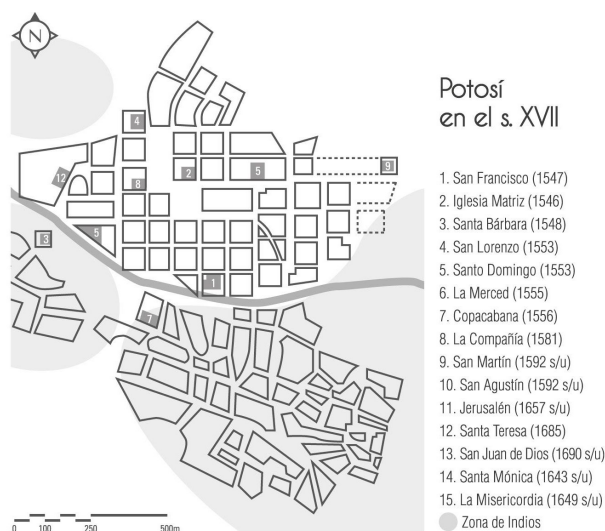 N
Potosí
en el s. XVII
4
2
5
9
12
8
5
3
1
7
1. San Francisco (1547)
2. Iglesia Matriz (1546)
3. Santa Bárbara (1548)
4. San Lorenzo (1553)
5. Santo Domingo (1553)
6. La Merced (1555)
7. Copacabana (1556)
8. La Compañía (1581)
9. San Martín (1592 s/u)
10. San Agustín (1592 s/u)
11. Jerusalén (1657 s/u)
12. Santa Teresa (1685)
13. San Juan de Dios (1690 s/u)
14. Santa Mónica (1643 s/u)
15. La Misericordia (1649 s/u)
Zona de Indios
0 100 250 500m